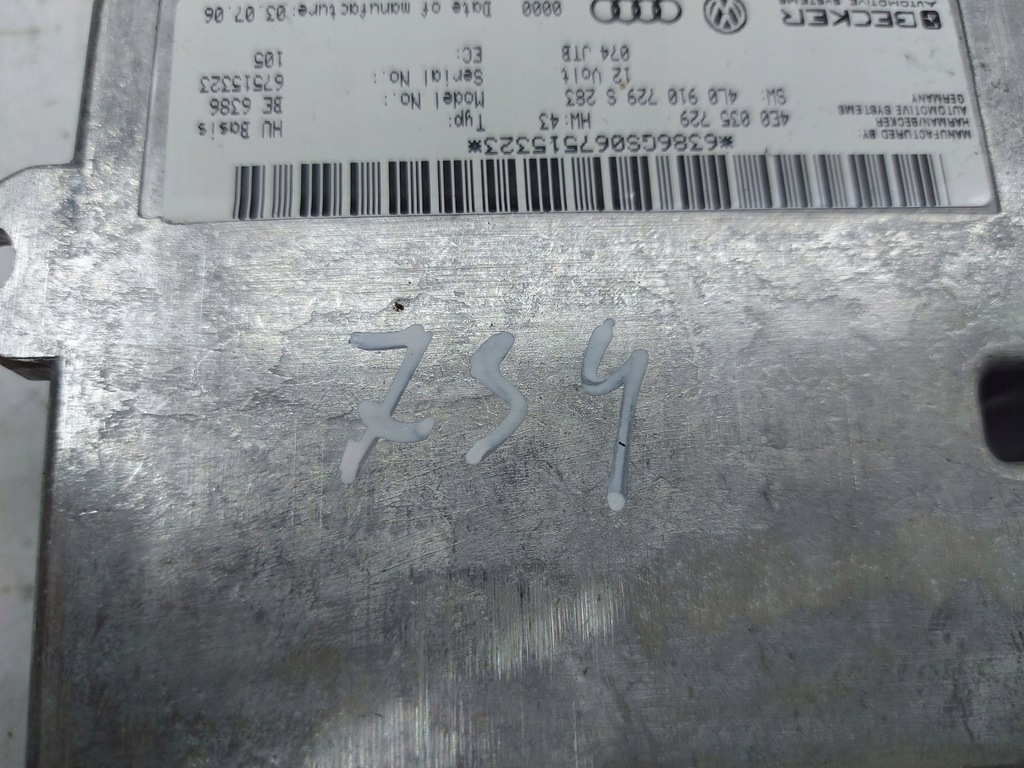 *6386GS067515323*
MANUFACTURED BY:
HARMAN/BECKER
AUTOMOTIVE SYSTEMS
GERMANY
4E0 035 729 HW:43 Typ: HU Basis
SW: 4L0 910 729 S 283 Model No.: BE 6386
12 Volt Serial No.: 67515323
074 JTB EC: 105
BECKER
AUTOMOTIVE SYSTEMS
0000 Date of manufacture:03.07.06
754